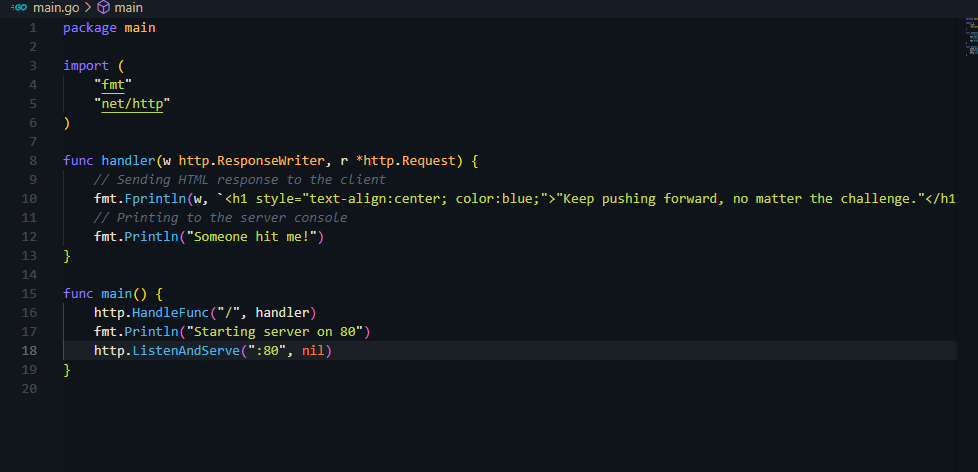 main.go > main
1 package main
2
3 import (
4 "fmt"
5 "net/http"
6 )
7
8 func handler(w http.ResponseWriter, r *http.Request) {
9 // Sending HTML response to the client
10 fmt.Fprintln(w, `<h1 style="text-align:center; color:blue;">"Keep pushing forward, no matter the challenge."</h1
11 // Printing to the server console
12 fmt.Println("Someone hit me!")
13 }
14
15 func main() {
16 http.HandleFunc("/", handler)
17 fmt.Println("Starting server on 80")
18 http.ListenAndServe(":80", nil)
19 }
20